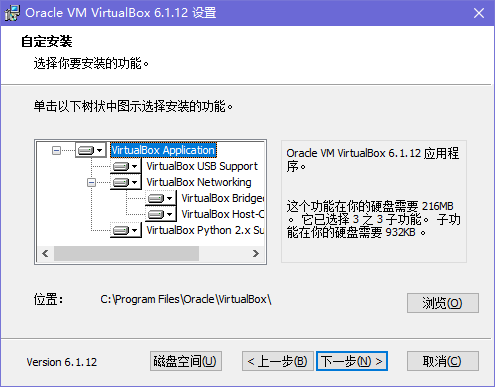 Oracle VM VirtualBox 6.1.12 设置
自定安装
选择你要安装的功能。
单击以下树状中图示选择安装的功能。
VirtualBox Application
VirtualBox USB Support
VirtualBox Networking
VirtualBox Bridge
VirtualBox Host-C
VirtualBox Python 2.x Su
Oracle VM VirtualBox 6.1.12 应用程
序。
这个功能在你的硬盘需要 216MB
。 它已选择 3 之 3 子功能。 子功
能在你的硬盘需要 932KB 。
位置：
C:\Program Files\Oracle\VirtualBox\
浏览(O)
Version 6.1.12
磁盘空间(U)
< 上一步(B)
下一步(N) >
取消(C)